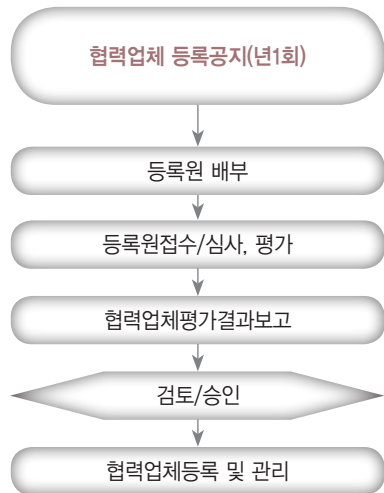 협력업체 등록공지(년1회)
등록원 배부
등록원접수/심사, 평가
협력업체평가결과보고
검토/승인
협력업체등록 및 관리